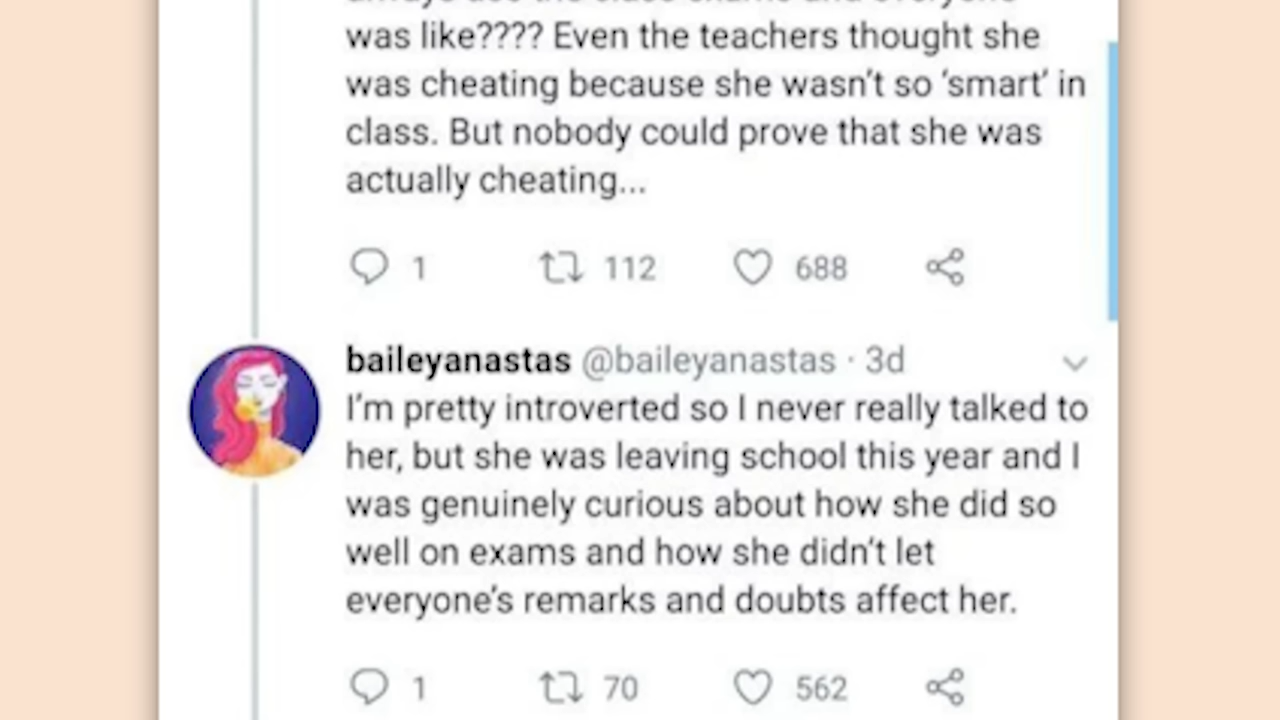 was like???? Even the teachers thought she
was cheating because she wasn't so 'smart' in
class. But nobody could prove that she was
actually cheating...
1 112 688
baileyanastas @baileyanastas · 3d
I'm pretty introverted so I never really talked to
her, but she was leaving school this year and I
was genuinely curious about how she did so
well on exams and how she didn't let
everyone's remarks and doubts affect her.
1 70 562